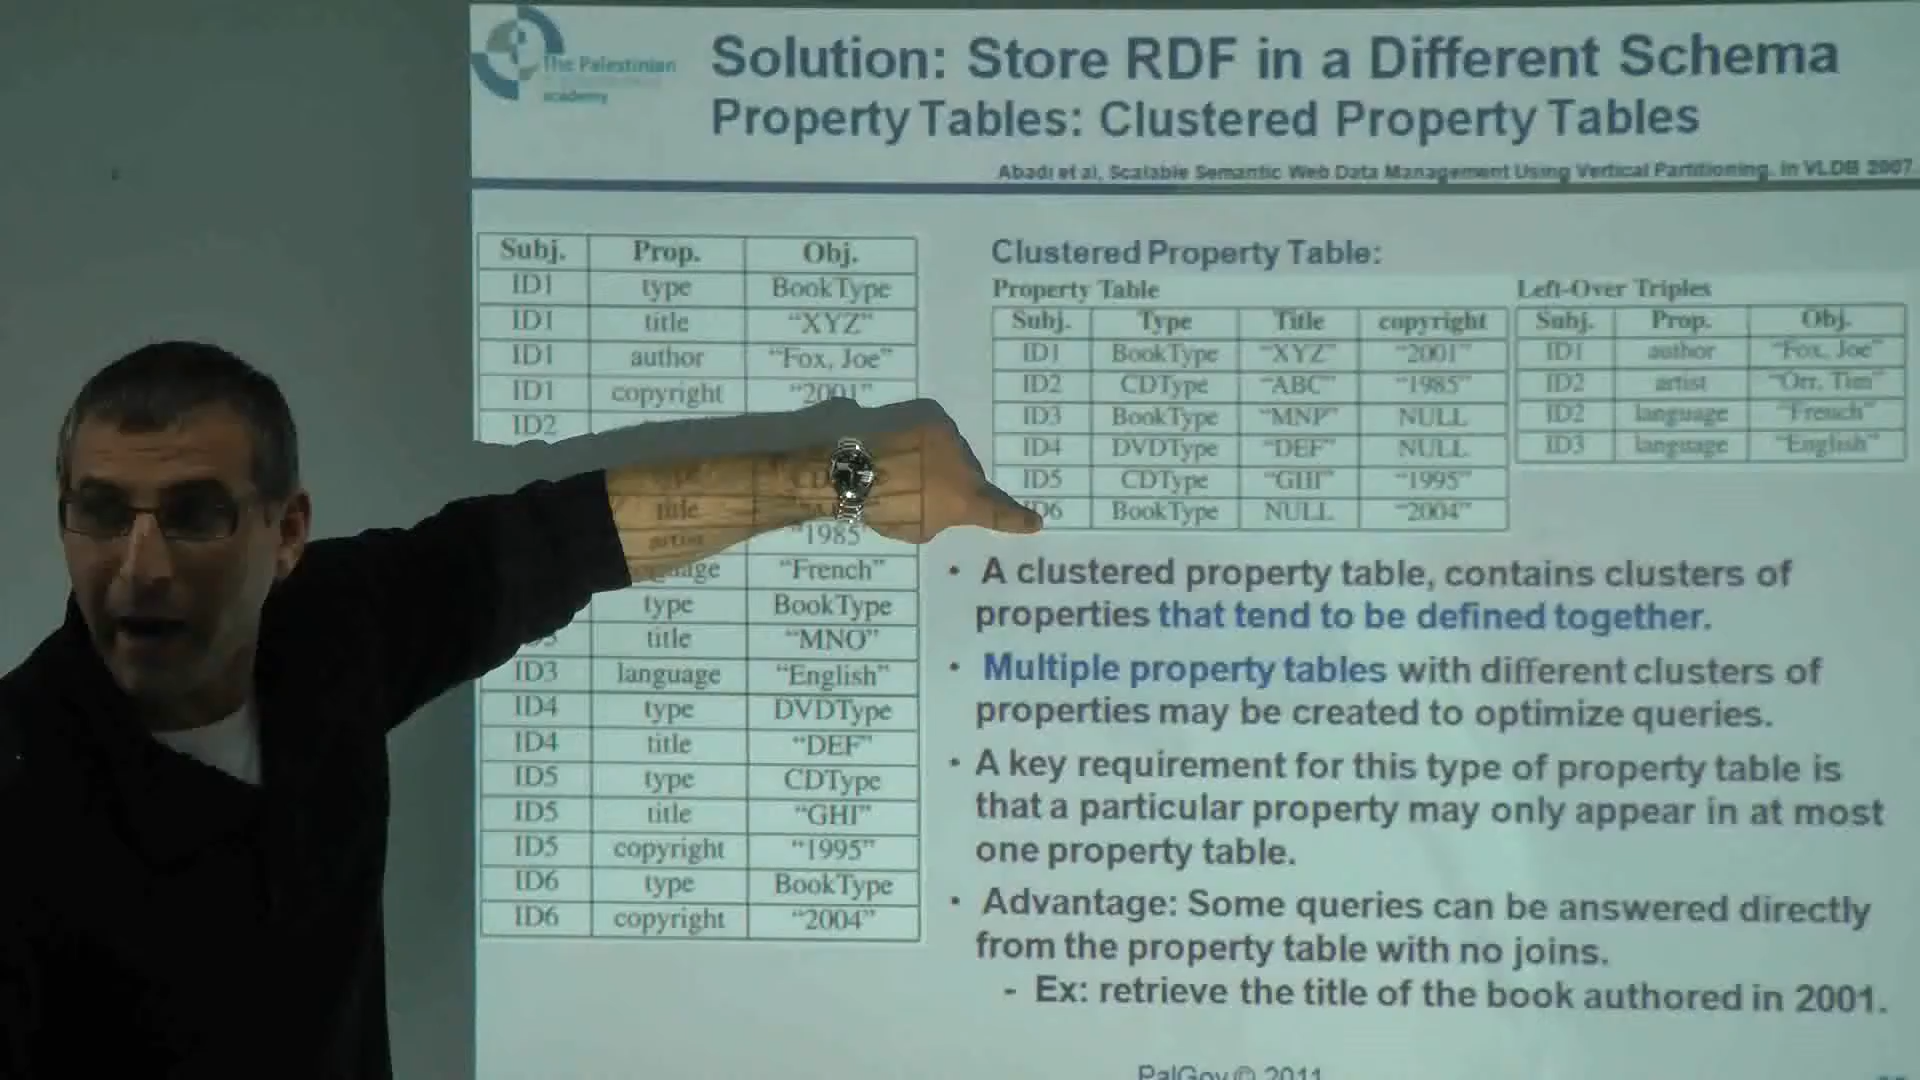 The Palestinian
academy
Solution: Store RDF in a Different Schema
Property Tables: Clustered Property Tables
Abadi et al, Scalable Semantic Web Data Management Using Vertical Partitioning. In VLDB 2007.
Subj. Prop. Obj.
ID1 type BookType
ID1 title “XYZ”
ID1 author “Fox, Joe”
ID1 copyright “2001”
ID2
title
artist “1985”
“French”
type BookType
title “MNO”
ID3 language “English”
ID4 type DVDType
ID4 title “DEF”
ID5 type CDType
ID5 title “GHI”
ID5 copyright “1995”
ID6 type BookType
ID6 copyright “2004”
Clustered Property Table:
Property Table
Subj. Type Title copyright
ID1 BookType “XYZ” “2001”
ID2 CDType “ABC” “1985”
ID3 BookType “MNP” NULL
ID4 DVDType “DEF” NULL
ID5 CDType “GHI” “1995”
ID6 BookType NULL “2004”
Left-Over Triples
Subj. Prop. Obj.
ID1 author “Fox, Joe”
ID2 artist “Orr, Tim”
ID2 language “French”
ID3 language “English”
• A clustered property table, contains clusters of
properties that tend to be defined together.
• Multiple property tables with different clusters of
properties may be created to optimize queries.
• A key requirement for this type of property table is
that a particular property may only appear in at most
one property table.
• Advantage: Some queries can be answered directly
from the property table with no joins.
- Ex: retrieve the title of the book authored in 2001.
PalGov © 2011